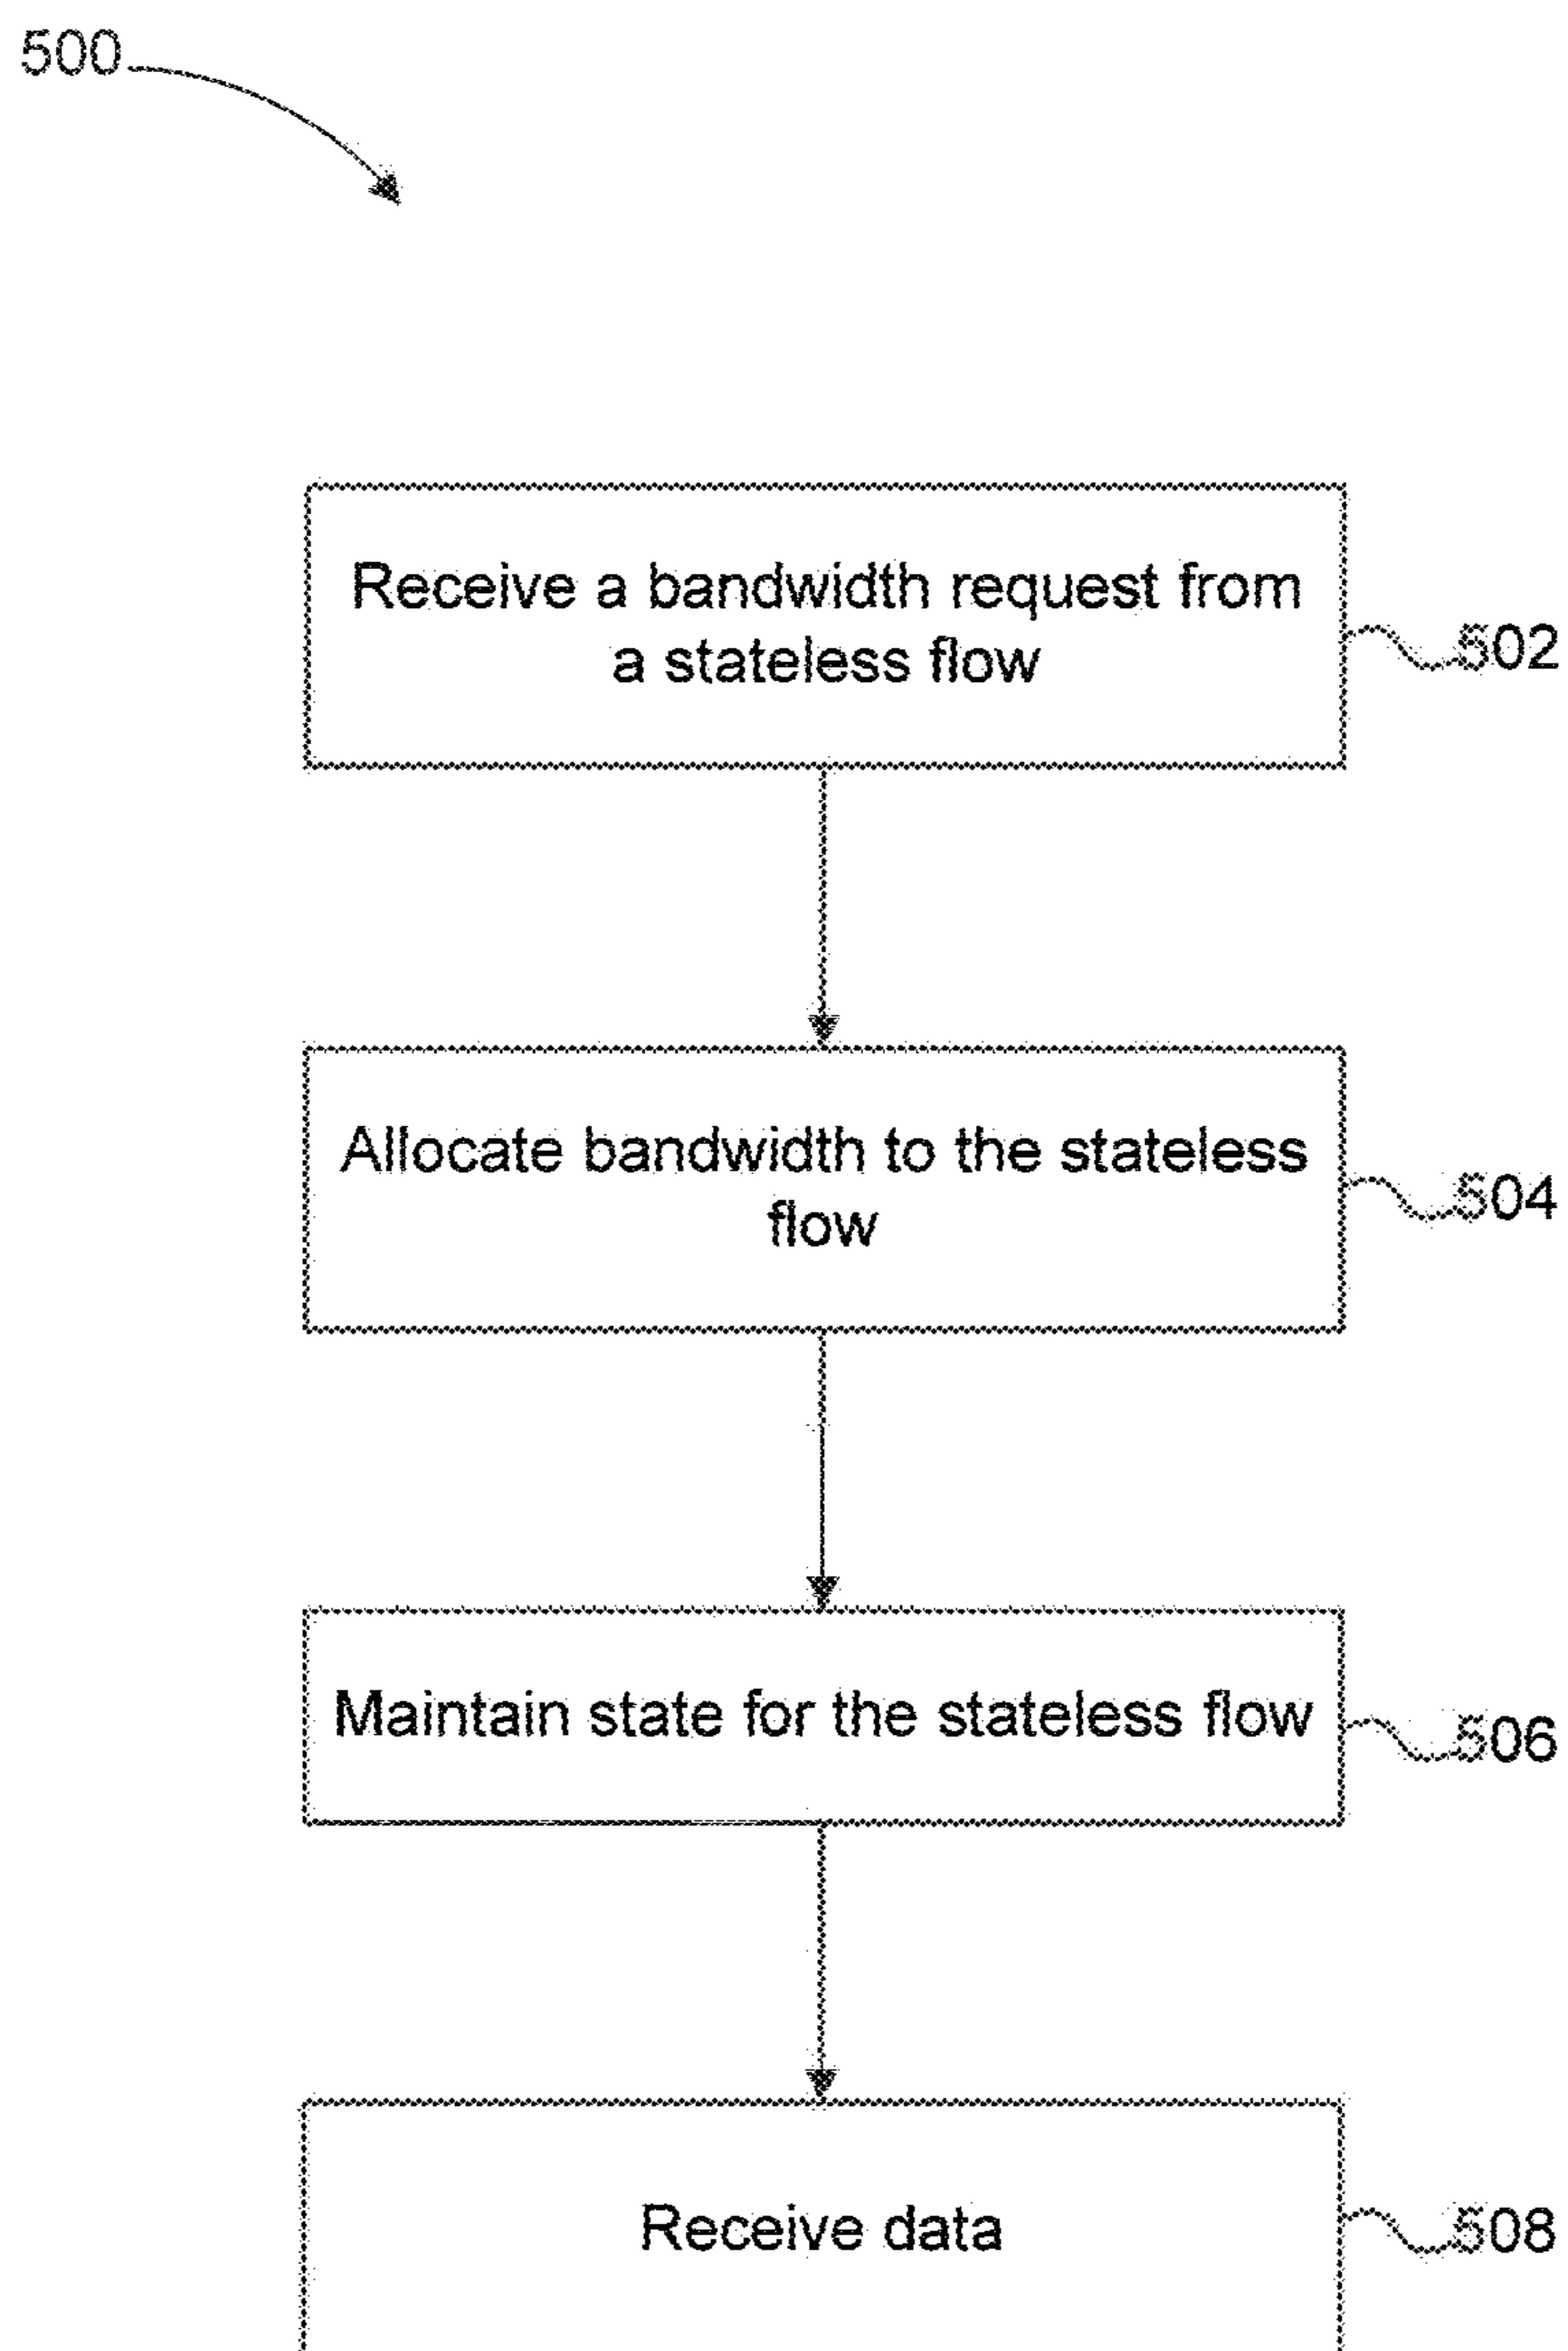 500
Receive a bandwidth request from
a stateless flow
502
Allocate bandwidth to the stateless
flow
504
Maintain state for the stateless flow
506
Receive data
508